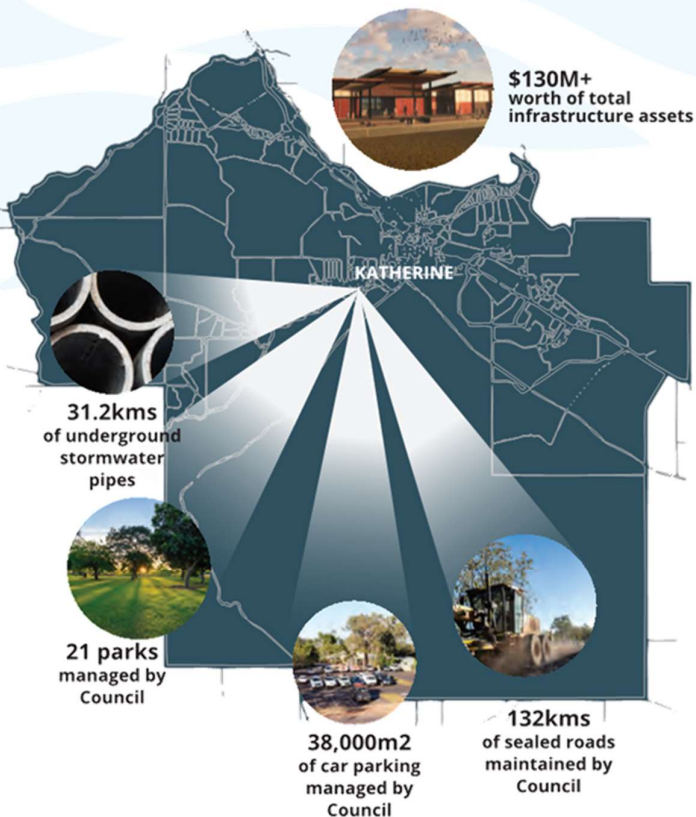 $130M+
worth of total
infrastructure assets
KATHERINE
31.2kms
of underground
stormwater
pipes
21 parks
managed by
Council
38,000m2
of car parking
managed by
Council
132kms
of sealed roads
maintained by
Council